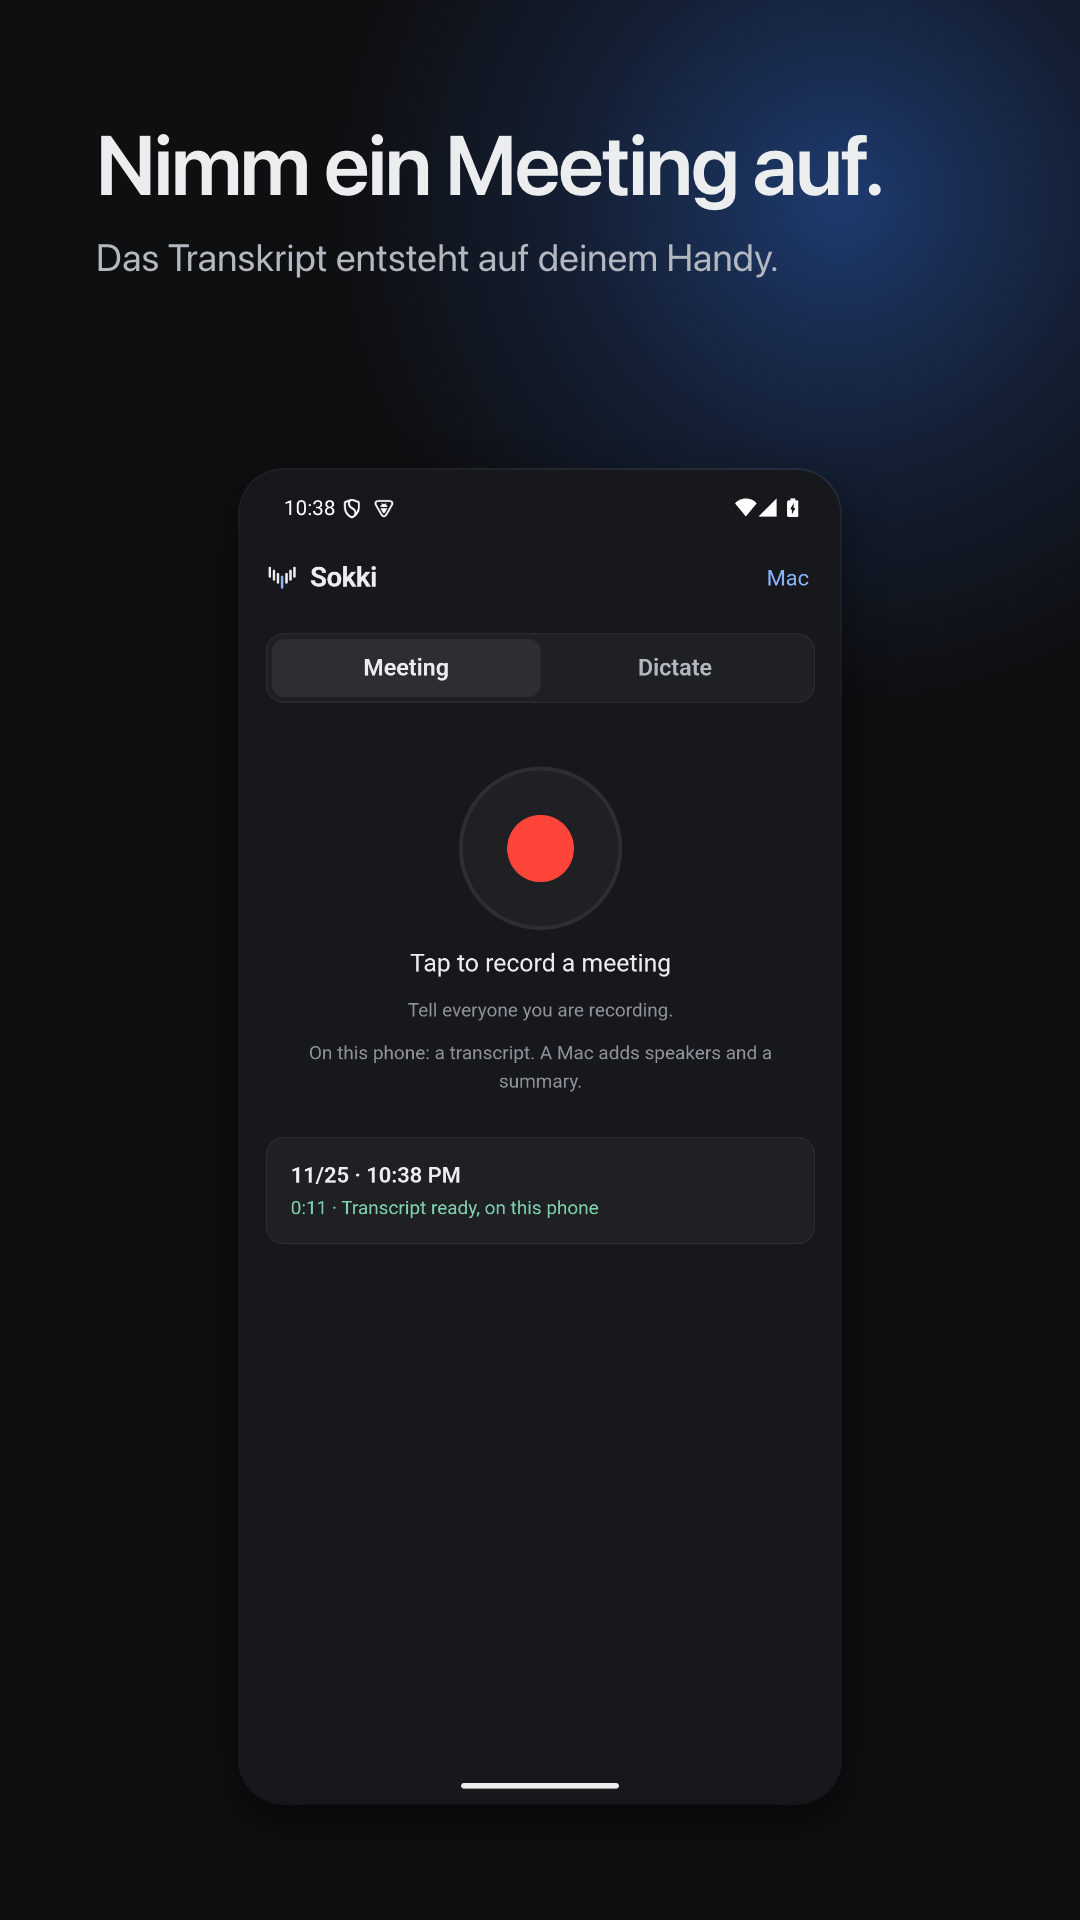 Nimm ein Meeting auf.
Das Transkript entsteht auf deinem Handy.
10:38
Sokki
Mac
Meeting
Dictate
Tap to record a meeting
Tell everyone you are recording.
On this phone: a transcript. A Mac adds speakers and a
summary.
11/25 · 10:38 PM
0:11 · Transcript ready, on this phone